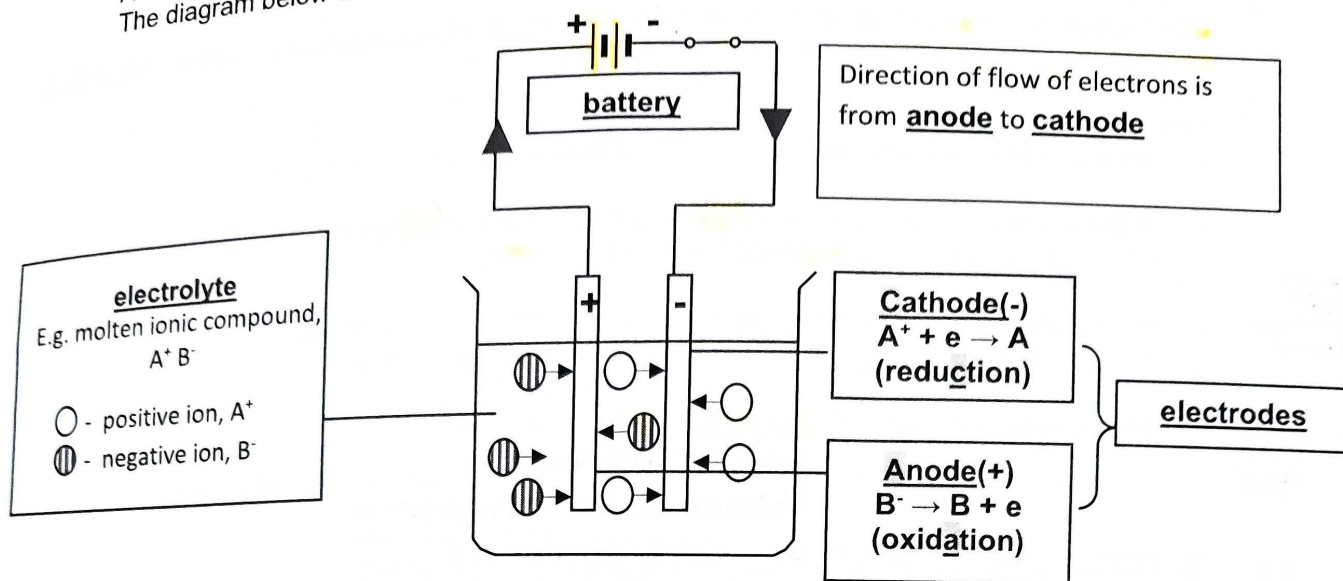 The diagram below
+ -
battery
Direction of flow of electrons is
from anode to cathode
electrolyte
E.g. molten ionic compound,
A⁺ B⁻
- positive ion, A⁺
- negative ion, B⁻
+ -
Cathode(-)
A⁺ + e → A
(reduction)
electrodes
Anode(+)
B⁻ → B + e
(oxidation)